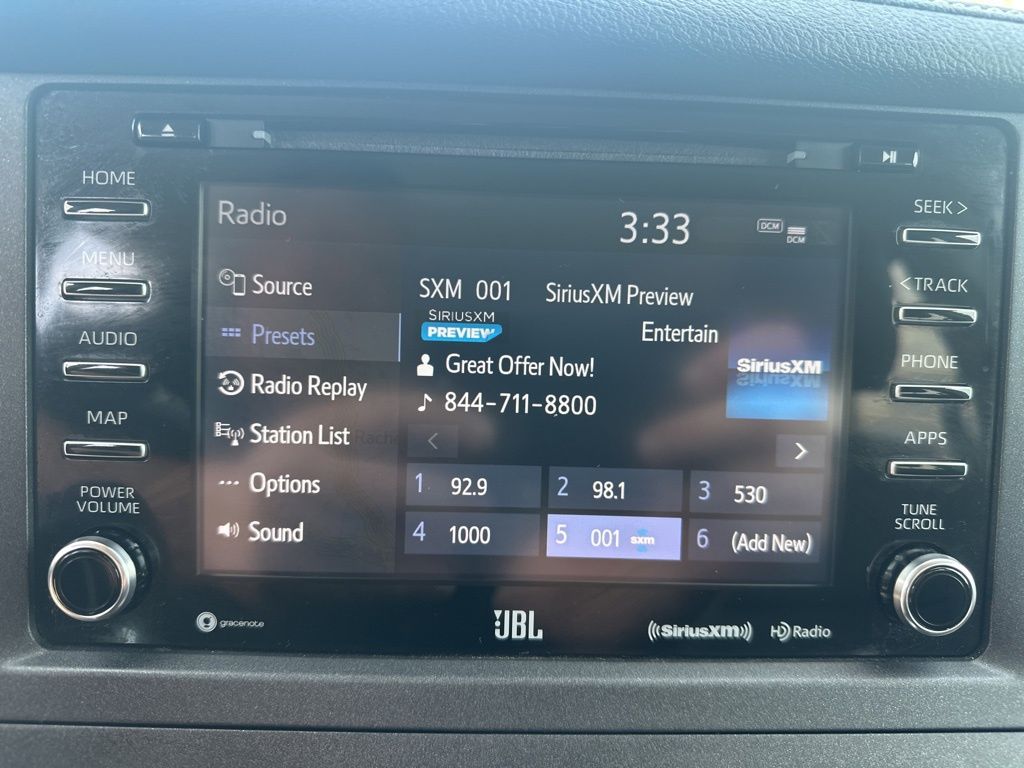 HOME
MENU
AUDIO
MAP
POWER
VOLUME
Radio
3:33
DCM
DCM
Source
Presets
Radio Replay
Station List
Options
Sound
SXM 001 SiriusXM Preview
SIRIUSXM
PREVIEW
Entertain
SiriusXM
Great Offer Now!
844-711-8800
<
>
1 92.9
2 98.1
3 530
4 1000
5 001 sxm
6 (Add New)
SEEK >
< TRACK
PHONE
APPS
TUNE
SCROLL
gracenote
JBL
((SiriusXM))
HD Radio